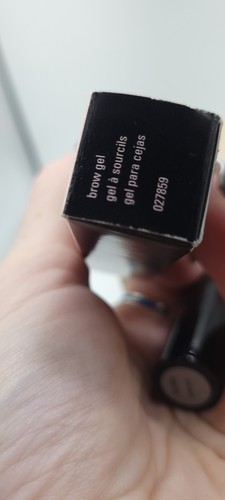 brow gel
gel à sourcils
gel para cejas
027859